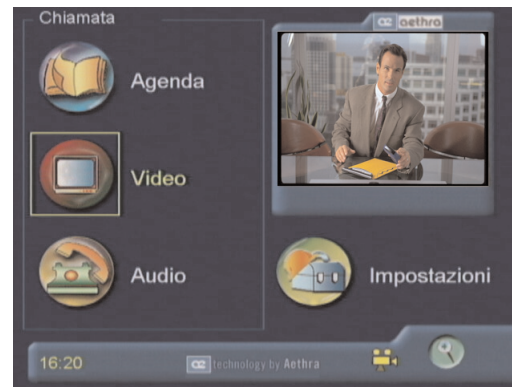 Chiamata
aethra
Agenda
Video
Audio
Impostazioni
16:20
technology by Aethra